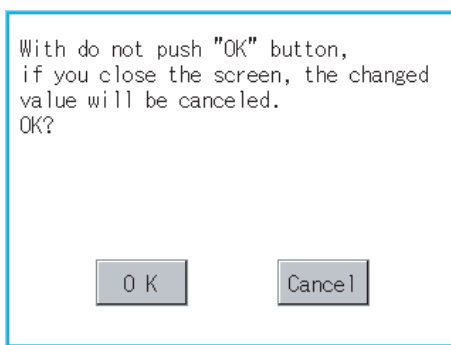 With do not push "OK" button,
if you close the screen, the changed
value will be canceled.
OK?
O K
Cancel